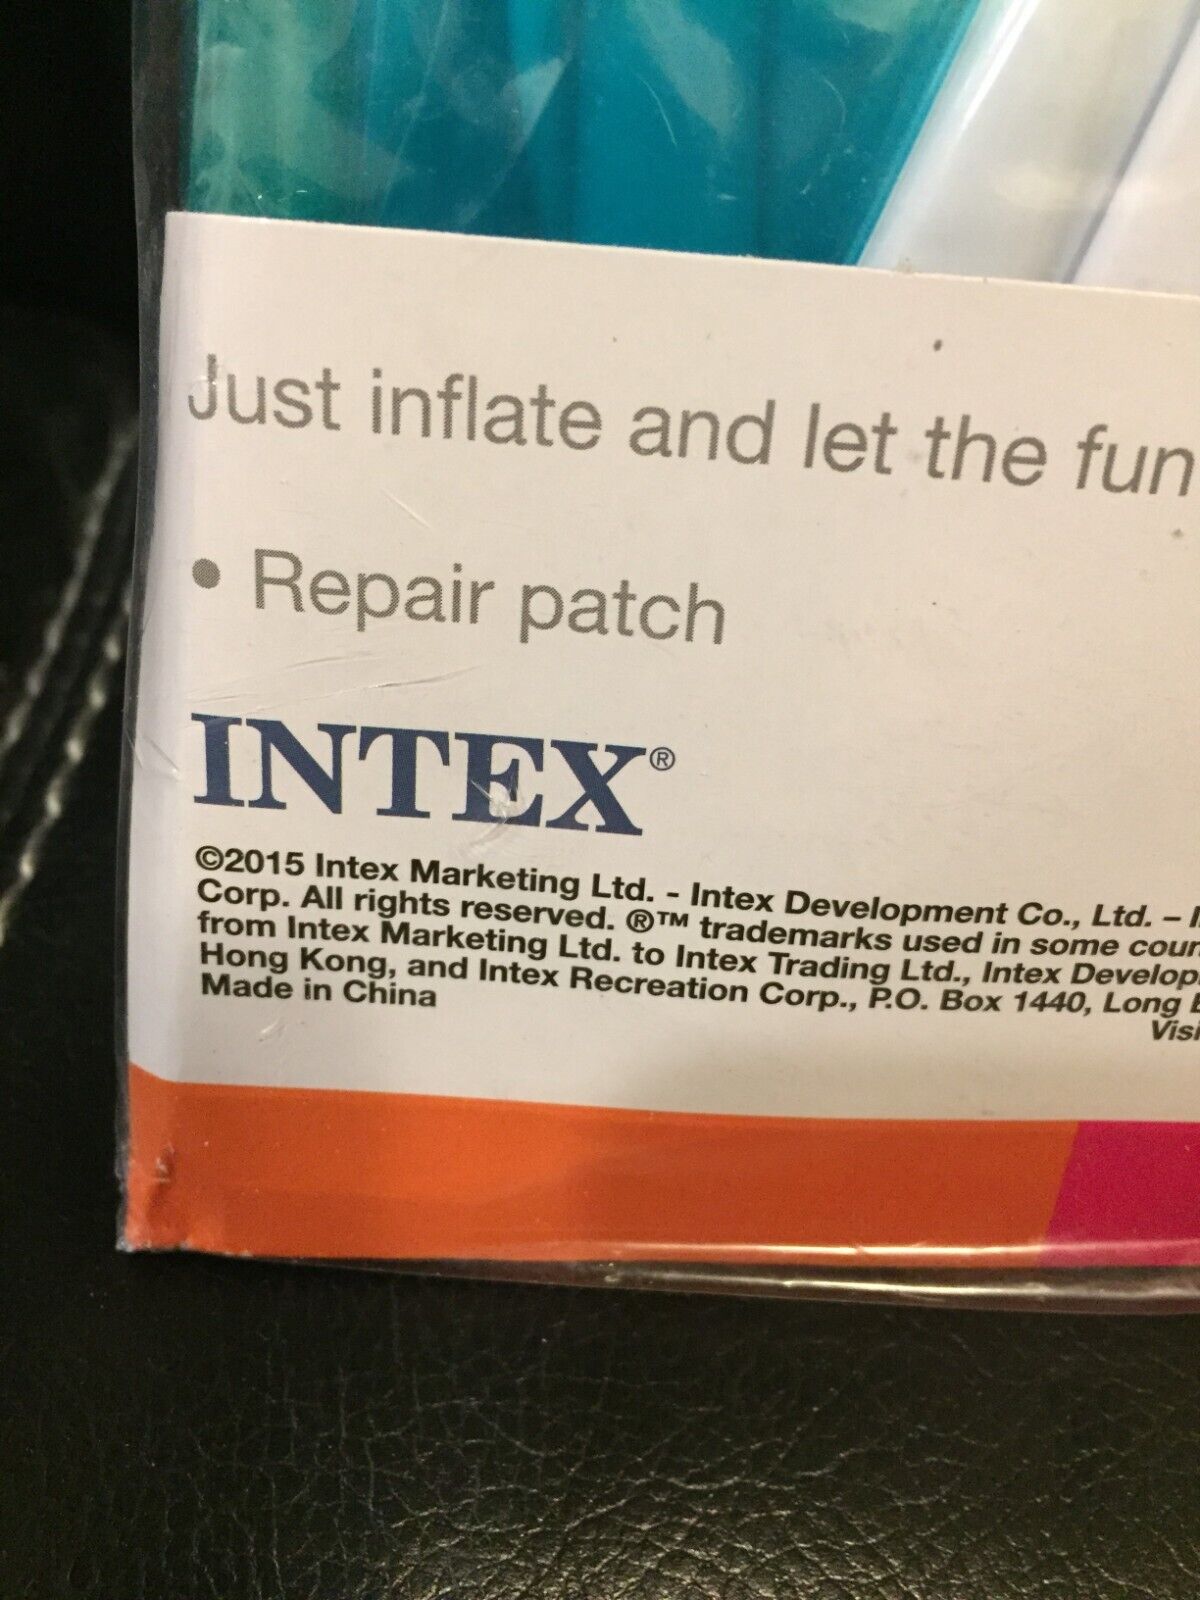 Just inflate and let the fun
• Repair patch
INTEX®
©2015 Intex Marketing Ltd. - Intex Development Co., Ltd. –
Corp. All rights reserved. ®™ trademarks used in some
from Intex Marketing Ltd. to Intex Trading Ltd., Intex
Hong Kong, and Intex Recreation Corp., P.O. Box 1440, Long
Made in China